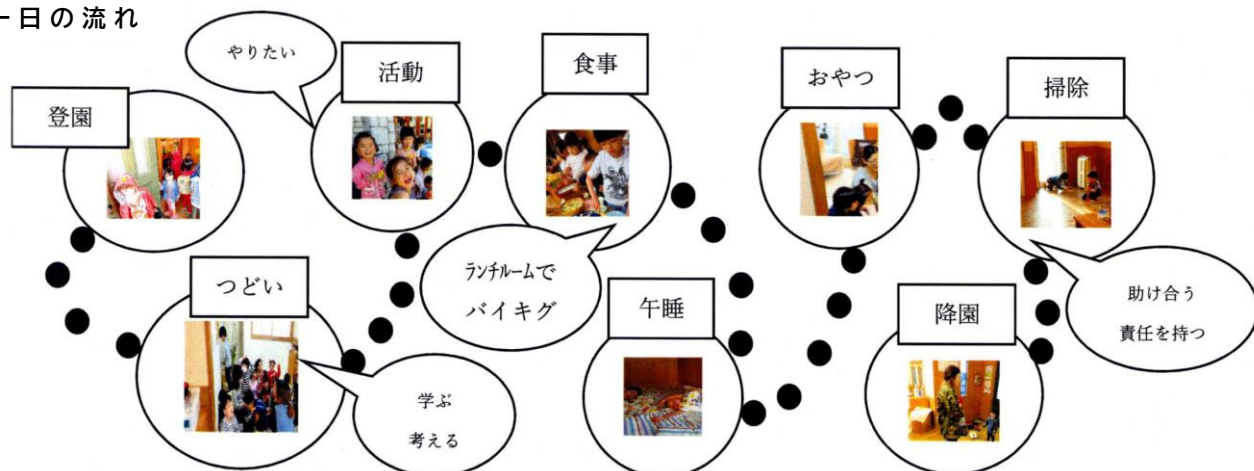 一日の流れ
登園
つどい
学ぶ
考える
やりたい
活動
食事
ランチルームで
バイキグ
午睡
おやつ
掃除
助け合う
責任を持つ
降園